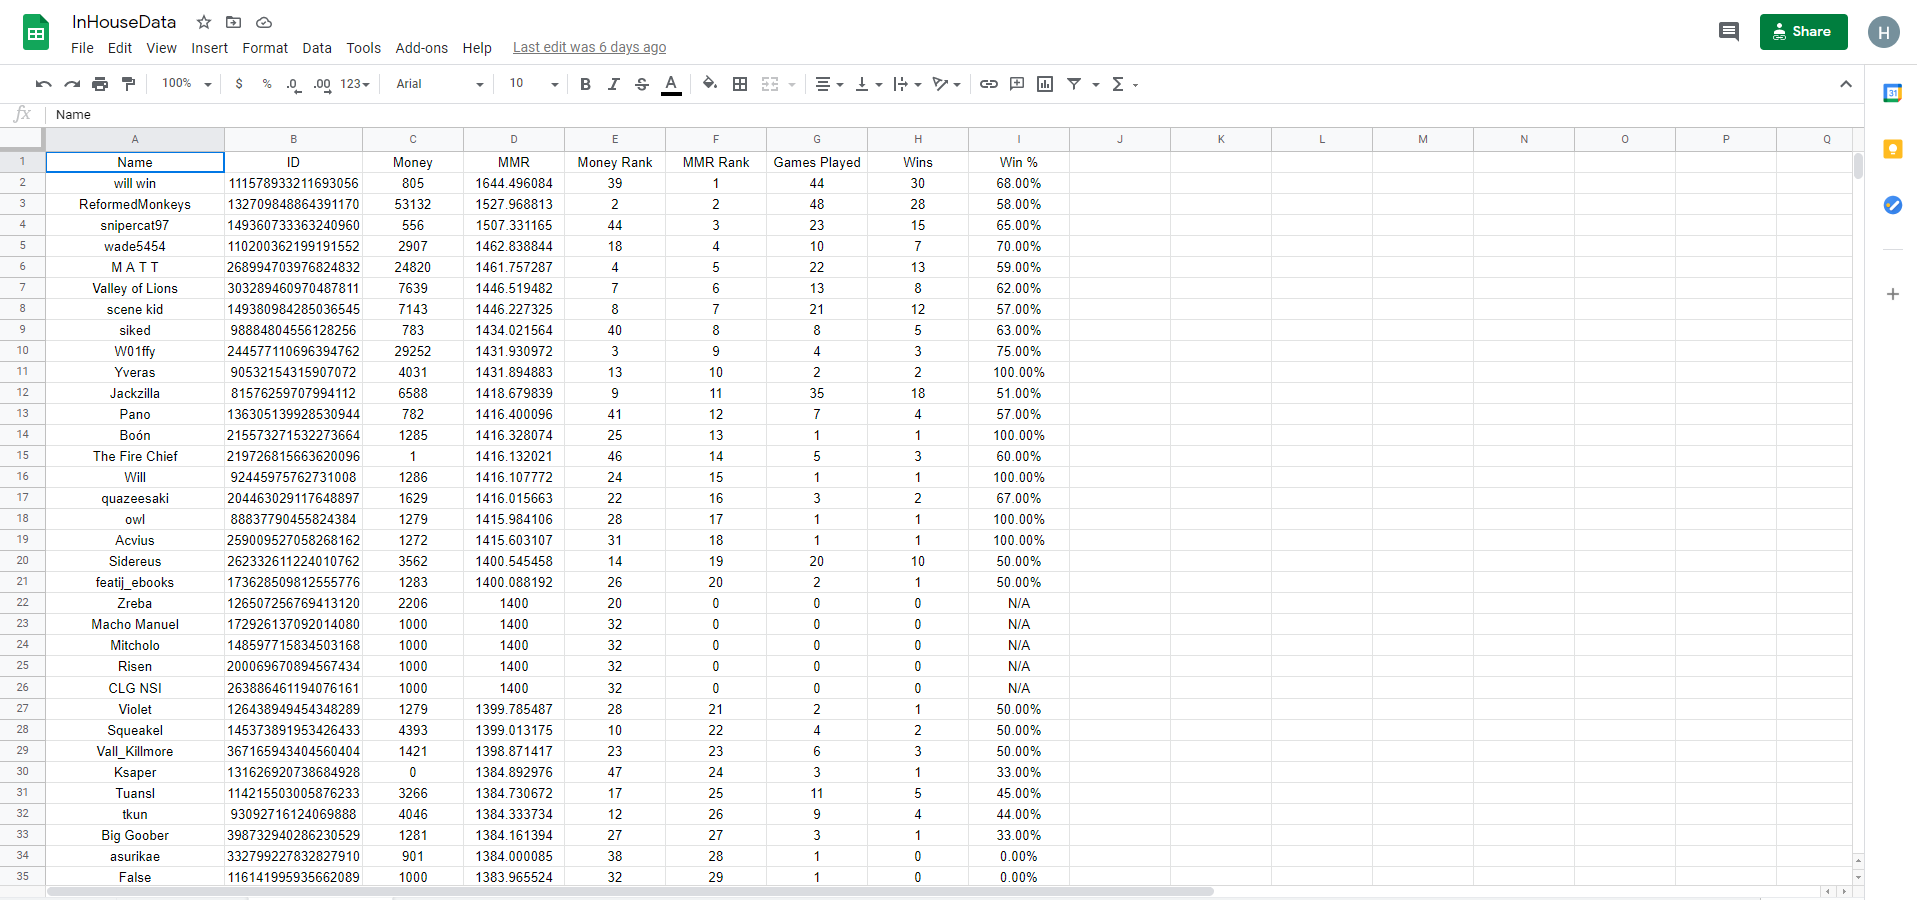 InHouseData
File Edit View Insert Format Data Tools Add-ons Help Last edit was 6 days ago
Share
H
100% $ % .0 .00 123 Arial 10 B I S A Σ
31
fx Name
A B C D E F G H I J K L M N O P Q
1 Name ID Money MMR Money Rank MMR Rank Games Played Wins Win %
2 will win 111578933211693056 805 1644.496084 39 1 44 30 68.00%
3 ReformedMonkeys 132709848864391170 53132 1527.968813 2 2 48 28 58.00%
4 snipercat97 149360733363240960 556 1507.331165 44 3 23 15 65.00%
5 wade5454 110200362199191552 2907 1462.838844 18 4 10 7 70.00%
6 M A T T 268994703976824832 24820 1461.757287 4 5 22 13 59.00%
7 Valley of Lions 303289460970487811 7639 1446.519482 7 6 13 8 62.00%
8 scene kid 149380984285036545 7143 1446.227325 8 7 21 12 57.00%
9 siked 98884804556128256 783 1434.021564 40 8 8 5 63.00%
10 W01ffy 244577110696394762 29252 1431.930972 3 9 4 3 75.00%
11 Yveras 90532154315907072 4031 1431.894883 13 10 2 2 100.00%
12 Jackzilla 81576259707994112 6588 1418.679839 9 11 35 18 51.00%
13 Pano 136305139928530944 782 1416.400096 41 12 7 4 57.00%
14 Boón 215573271532273664 1285 1416.328074 25 13 1 1 100.00%
15 The Fire Chief 219726815663620096 1 1416.132021 46 14 5 3 60.00%
16 Will 92445975762731008 1286 1416.107772 24 15 1 1 100.00%
17 quazeesaki 204463029117648897 1629 1416.015663 22 16 3 2 67.00%
18 owl 88837790455824384 1279 1415.984106 28 17 1 1 100.00%
19 Acvius 259009527058268162 1272 1415.603107 31 18 1 1 100.00%
20 Sidereus 262332611224010762 3562 1400.545458 14 19 20 10 50.00%
21 featij_ebooks 173628509812555776 1283 1400.088192 26 20 2 1 50.00%
22 Zreba 126507256769413120 2206 1400 20 0 0 0 N/A
23 Macho Manuel 172926137092014080 1000 1400 32 0 0 0 N/A
24 Mitcholo 148597715834503168 1000 1400 32 0 0 0 N/A
25 Risen 200069670894567434 1000 1400 32 0 0 0 N/A
26 CLG NSI 263886461194076161 1000 1400 32 0 0 0 N/A
27 Violet 126438949454348289 1279 1399.785487 28 21 2 1 50.00%
28 Squeakel 145373891953426433 4393 1399.013175 10 22 4 2 50.00%
29 Vall_Killmore 367165943404560404 1421 1398.871417 23 23 6 3 50.00%
30 Ksaper 131626920738684928 0 1384.892976 47 24 3 1 33.00%
31 Tuansl 114215503005876233 3266 1384.730672 17 25 11 5 45.00%
32 tkun 93092716124069888 4046 1384.333734 12 26 9 4 44.00%
33 Big Goober 398732940286230529 1281 1384.161394 27 27 3 1 33.00%
34 asurikae 332799227832827910 901 1384.000085 38 28 1 0 0.00%
35 False 116141995935662089 1000 1383.965524 32 29 1 0 0.00%